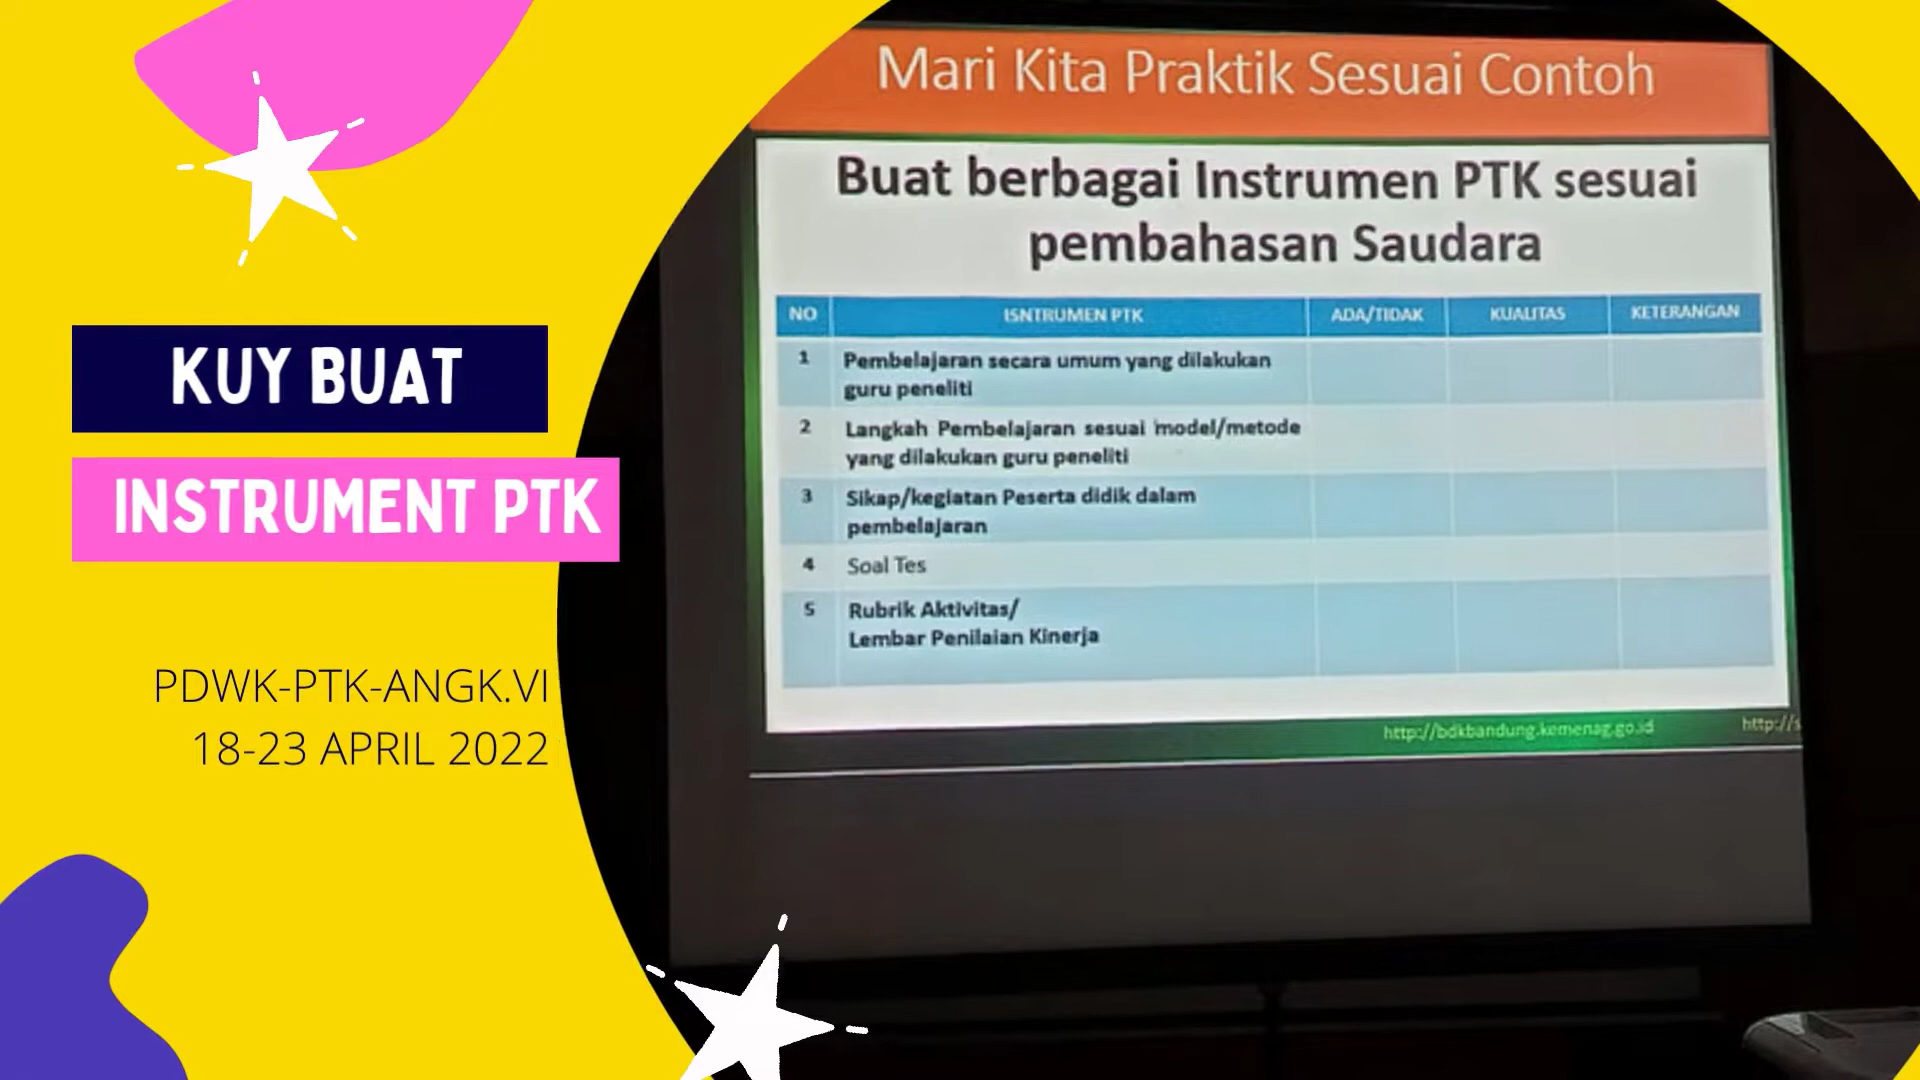 KUY BUAT
INSTRUMENT PTK
PDWK-PTK-ANGK.VI
18-23 APRIL 2022
Mari Kita Praktik Sesuai Contoh
Buat berbagai Instrumen PTK sesuai
pembahasan Saudara
NO ISNTRUMEN PTK ADA/TIDAK KUALITAS KETERANGAN
1 Pembelajaran secara umum yang dilakukan
guru peneliti
2 Langkah Pembelajaran sesuai model/metode
yang dilakukan guru peneliti
3 Sikap/kegiatan Peserta didik dalam
pembelajaran
4 Soal Tes
5 Rubrik Aktivitas/
Lembar Penilaian Kinerja
http://bdkbandung.kemenag.go.id http://s